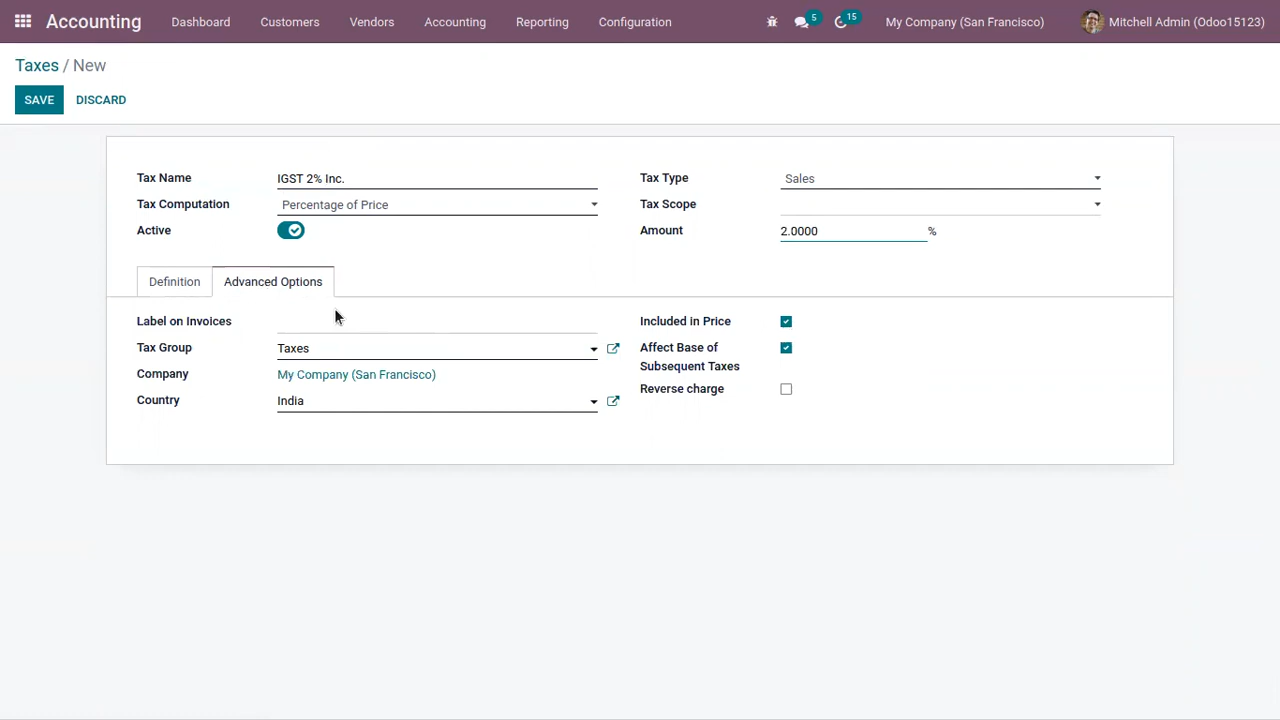 Accounting Dashboard Customers Vendors Accounting Reporting Configuration 5 15 My Company (San Francisco) Mitchell Admin (Odoo15123)
Taxes / New
SAVE DISCARD
Tax Name IGST 2% Inc. Tax Type Sales
Tax Computation Percentage of Price Tax Scope
Active Amount 2.0000 %
Definition Advanced Options
Label on Invoices Included in Price
Tax Group Taxes Affect Base of
Subsequent Taxes
Company My Company (San Francisco) Reverse charge
Country India